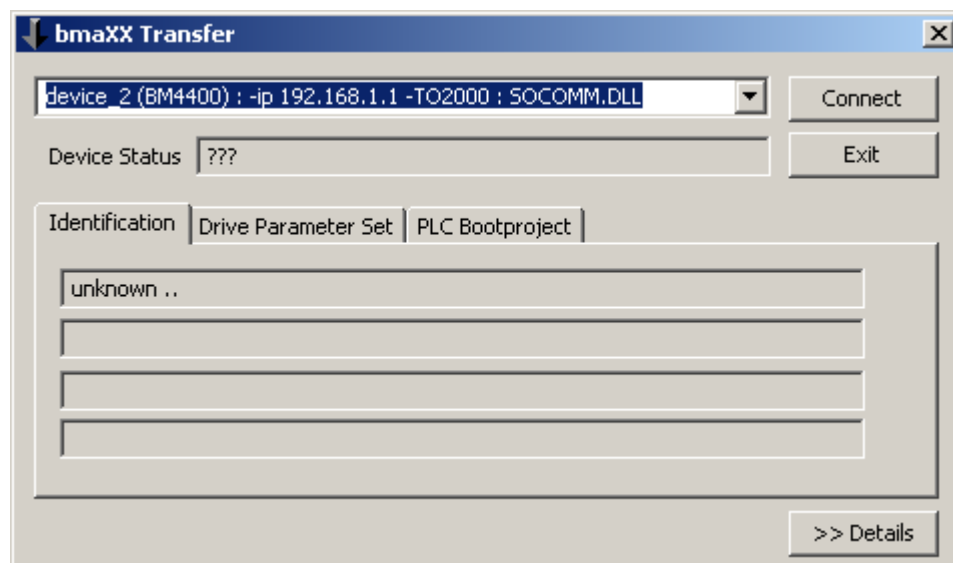 bmaXX Transfer
device_2 (BM4400) : -ip 192.168.1.1 -TO2000 : SOCOMM.DLL
Connect
Device Status ???
Exit
Identification Drive Parameter Set PLC Bootproject
unknown ..
>> Details